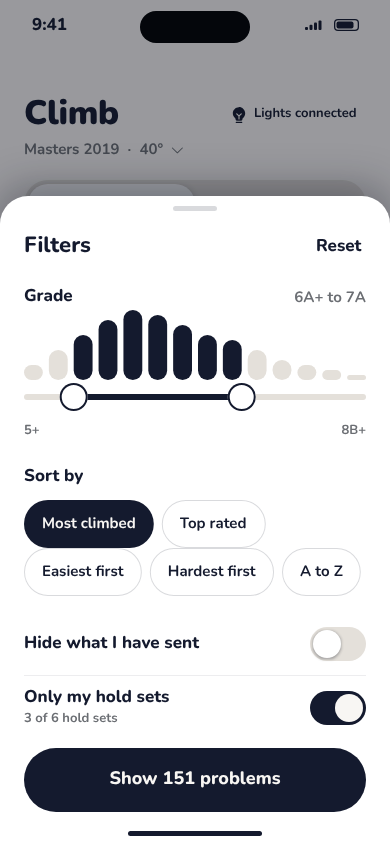 9:41
Climb
Lights connected
Masters 2019 · 40°
Filters
Reset
Grade
6A+ to 7A
5+
8B+
Sort by
Most climbed
Top rated
Easiest first
Hardest first
A to Z
Hide what I have sent
Only my hold sets
3 of 6 hold sets
Show 151 problems